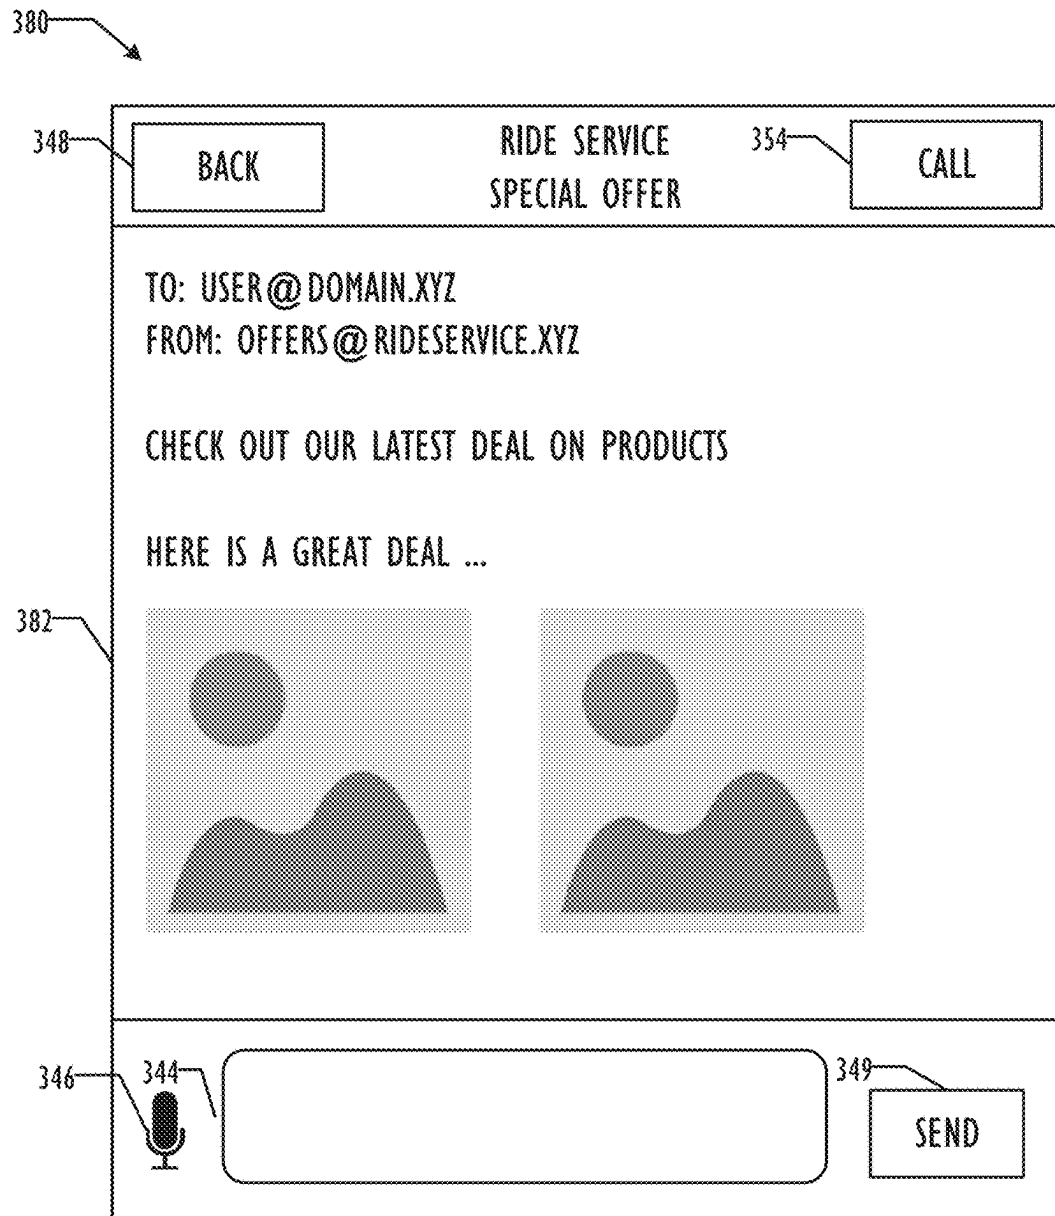 380
348
BACK
RIDE SERVICE
SPECIAL OFFER
354
CALL
TO: USER@DOMAIN.XYZ
FROM: OFFERS@RIDESERVICE.XYZ
CHECK OUT OUR LATEST DEAL ON PRODUCTS
HERE IS A GREAT DEAL ...
382
346
344
349
SEND